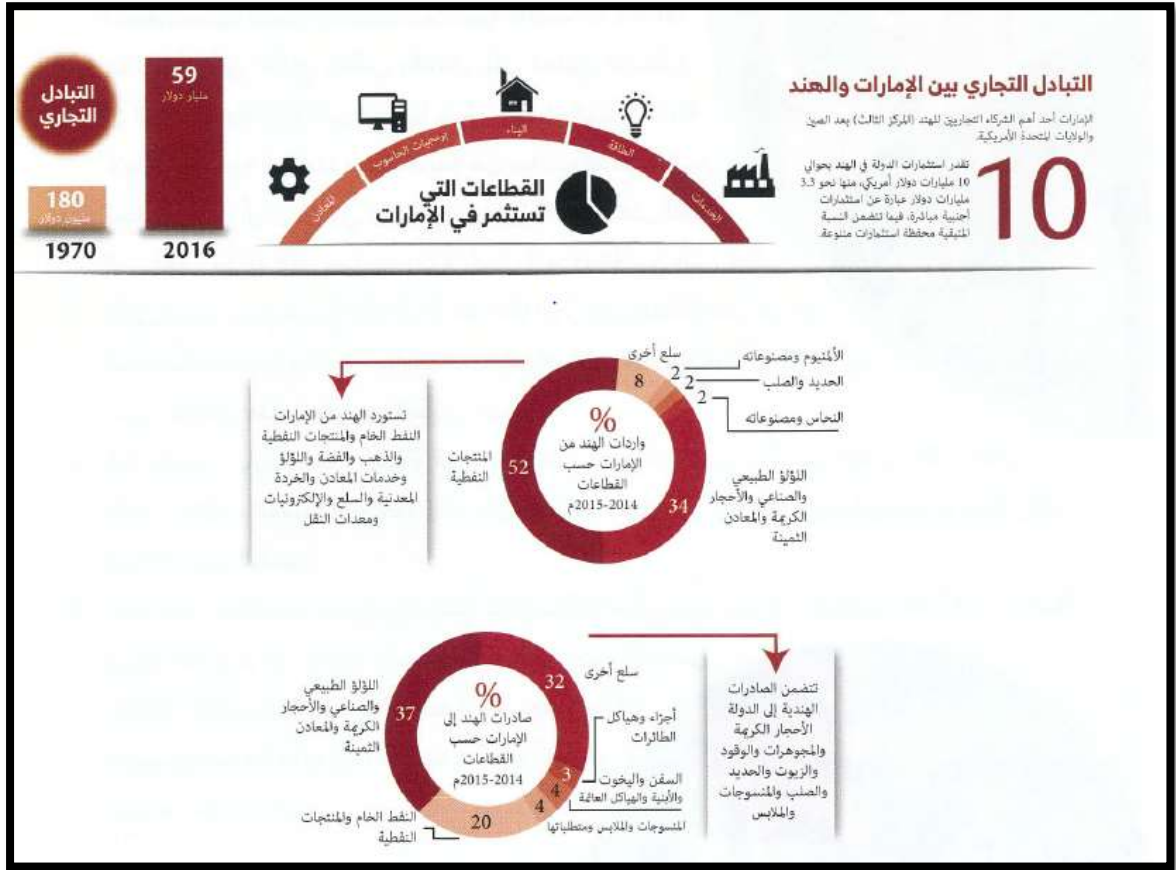 التبادل التجاري بين الإمارات والهند
الإمارات أحد أهم الشركاء التجاريين للهند (المركز الثالث) بعد الصين
والولايات المتحدة الأمريكية.
10
تقدر استثمارات الدولة في الهند بحوالي
10 مليارات دولار أمريكي، منها نحو 3.3
مليارات دولار عبارة عن استثمارات
أجنبية مباشرة، فيما تتضمن النسبة
المتبقية محفظة استثمارات متنوعة.
القطاعات التي
تستثمر في الإمارات
الخدمات
الطاقة
البناء
برمجيات الحاسوب
المعادن
التبادل
التجاري
59
مليار دولار
2016
180
مليون دولار
1970
%
واردات الهند من
الإمارات حسب
القطاعات
2014-2015م
الألمنيوم ومصنوعاته
2
الحديد والصلب
2
النحاس ومصنوعاته
2
سلع أخرى
8
اللؤلؤ الطبيعي
والصناعي والأحجار
الكريمة والمعادن
الثمينة
34
المنتجات
النفطية
52
تستورد الهند من الإمارات
النفط الخام والمنتجات النفطية
والذهب والفضة واللؤلؤ
وخدمات المعادن والخردة
المعدنية والسلع والإلكترونيات
ومعدات النقل
%
صادرات الهند إلى
الإمارات حسب
القطاعات
2014-2015م
سلع أخرى
32
أجزاء وهياكل
الطائرات
3
السفن واليخوت
والأبنية والهياكل العائمة
4
المنسوجات والملابس ومتطلباتها
4
النفط الخام والمنتجات
النفطية
20
اللؤلؤ الطبيعي
والصناعي والأحجار
الكريمة والمعادن
الثمينة
37
تتضمن الصادرات
الهندية إلى الدولة
الأحجار الكريمة
والمجوهرات والوقود
والزيوت والحديد
والصلب والمنسوجات
والملابس